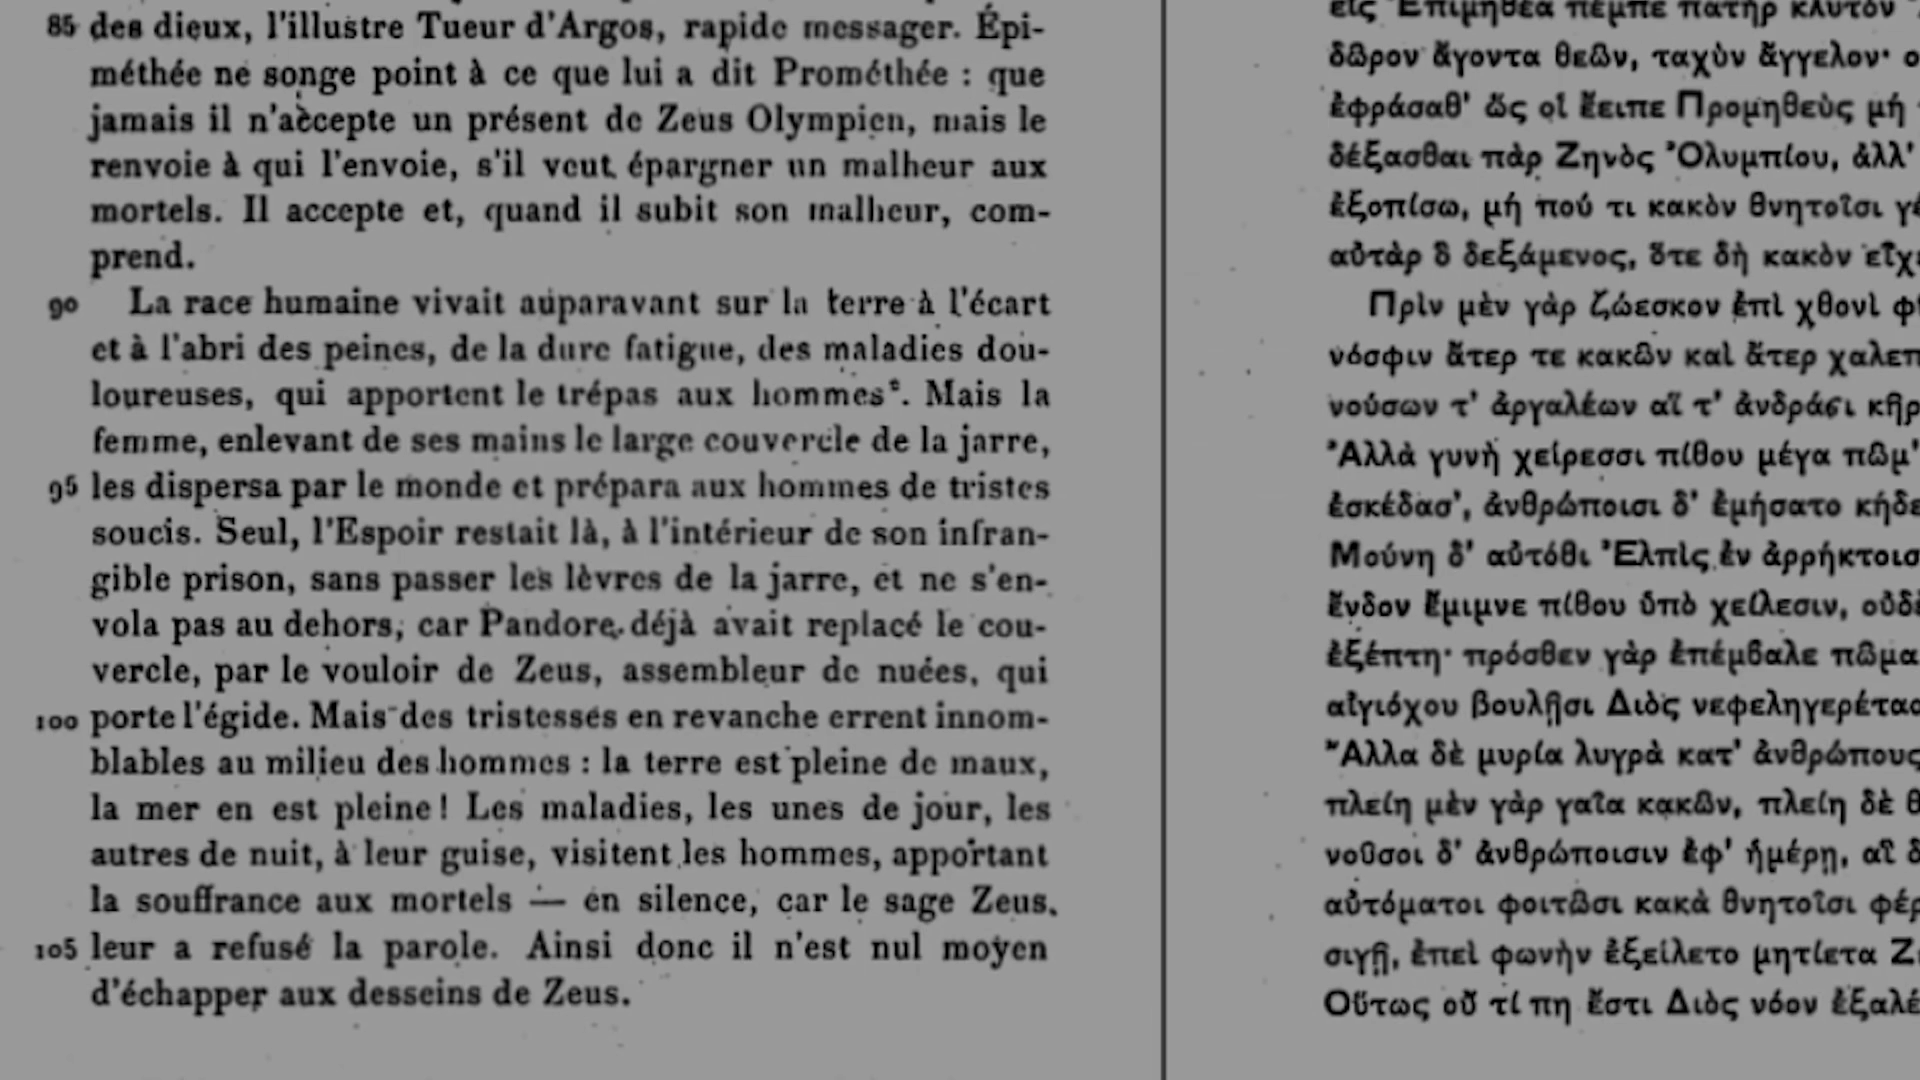 85 des dieux, l'illustre Tueur d'Argos, rapide messager. Épi-
méthée ne songe point à ce que lui a dit Prométhée : que
jamais il n'accepte un présent de Zeus Olympien, mais le
renvoie à qui l'envoie, s'il veut épargner un malheur aux
mortels. Il accepte et, quand il subit son malheur, com-
prend.
90 La race humaine vivait auparavant sur la terre à l'écart
et à l'abri des peines, de la dure fatigue, des maladies dou-
loureuses, qui apportent le trépas aux hommes*. Mais la
femme, enlevant de ses mains le large couvercle de la jarre,
95 les dispersa par le monde et prépara aux hommes de tristes
soucis. Seul, l'Espoir restait là, à l'intérieur de son infran-
gible prison, sans passer les lèvres de la jarre, et ne s'en-
vola pas au dehors, car Pandore déjà avait replacé le cou-
vercle, par le vouloir de Zeus, assembleur de nuées, qui
100 porte l'égide. Mais des tristesses en revanche errent innom-
blables au milieu des hommes : la terre est pleine de maux,
la mer en est pleine ! Les maladies, les unes de jour, les
autres de nuit, à leur guise, visitent les hommes, apportant
la souffrance aux mortels — en silence, car le sage Zeus
105 leur a refusé la parole. Ainsi donc il n'est nul moyen
d'échapper aux desseins de Zeus.
εἰς Ἐπιμηθέα πέμπε πατὴρ κλυτὸν
δῶρον ἄγοντα θεῶν, ταχὺν ἄγγελον·
ἐφράσαθ' ὥς οἱ ἔειπε Προμηθεὺς μή
δέξασθαι πὰρ Ζηνὸς Ὀλυμπίου, ἀλλ'
ἐξοπίσω, μή πού τι κακὸν θνητοῖσι
αὐτὰρ ὃ δεξάμενος, ὅτε δὴ κακὸν
Πρὶν μὲν γὰρ ζώεσκον ἐπὶ χθονὶ
νόσφιν ἄτερ τε κακῶν καὶ ἄτερ
νούσων τ' ἀργαλέων αἵ τ' ἀνδράσι
Ἀλλὰ γυνὴ χείρεσσι πίθου μέγα πῶμ'
ἐσκέδασ', ἀνθρώποισι δ' ἐμήσατο
Μούνη δ' αὐτόθι Ἐλπὶς ἐν
ἔνδον ἔμιμνε πίθου ὑπὸ χείλεσιν,
ἐξέπτη· πρόσθεν γὰρ ἐπέμβαλε πῶμα
αἰγιόχου βουλῇσι Διὸς
Ἄλλα δὲ μυρία λυγρὰ κατ' ἀνθρώπους
πλείη μὲν γὰρ γαῖα κακῶν, πλείη δὲ
νοῦσοι δ' ἀνθρώποισιν ἐφ' ἡμέρῃ, αἳ
αὐτόματοι φοιτῶσι κακὰ θνητοῖσι
σιγῇ, ἐπεὶ φωνὴν ἐξείλετο μητίετα
Οὕτως οὔ τί πη ἔστι Διὸς νόον